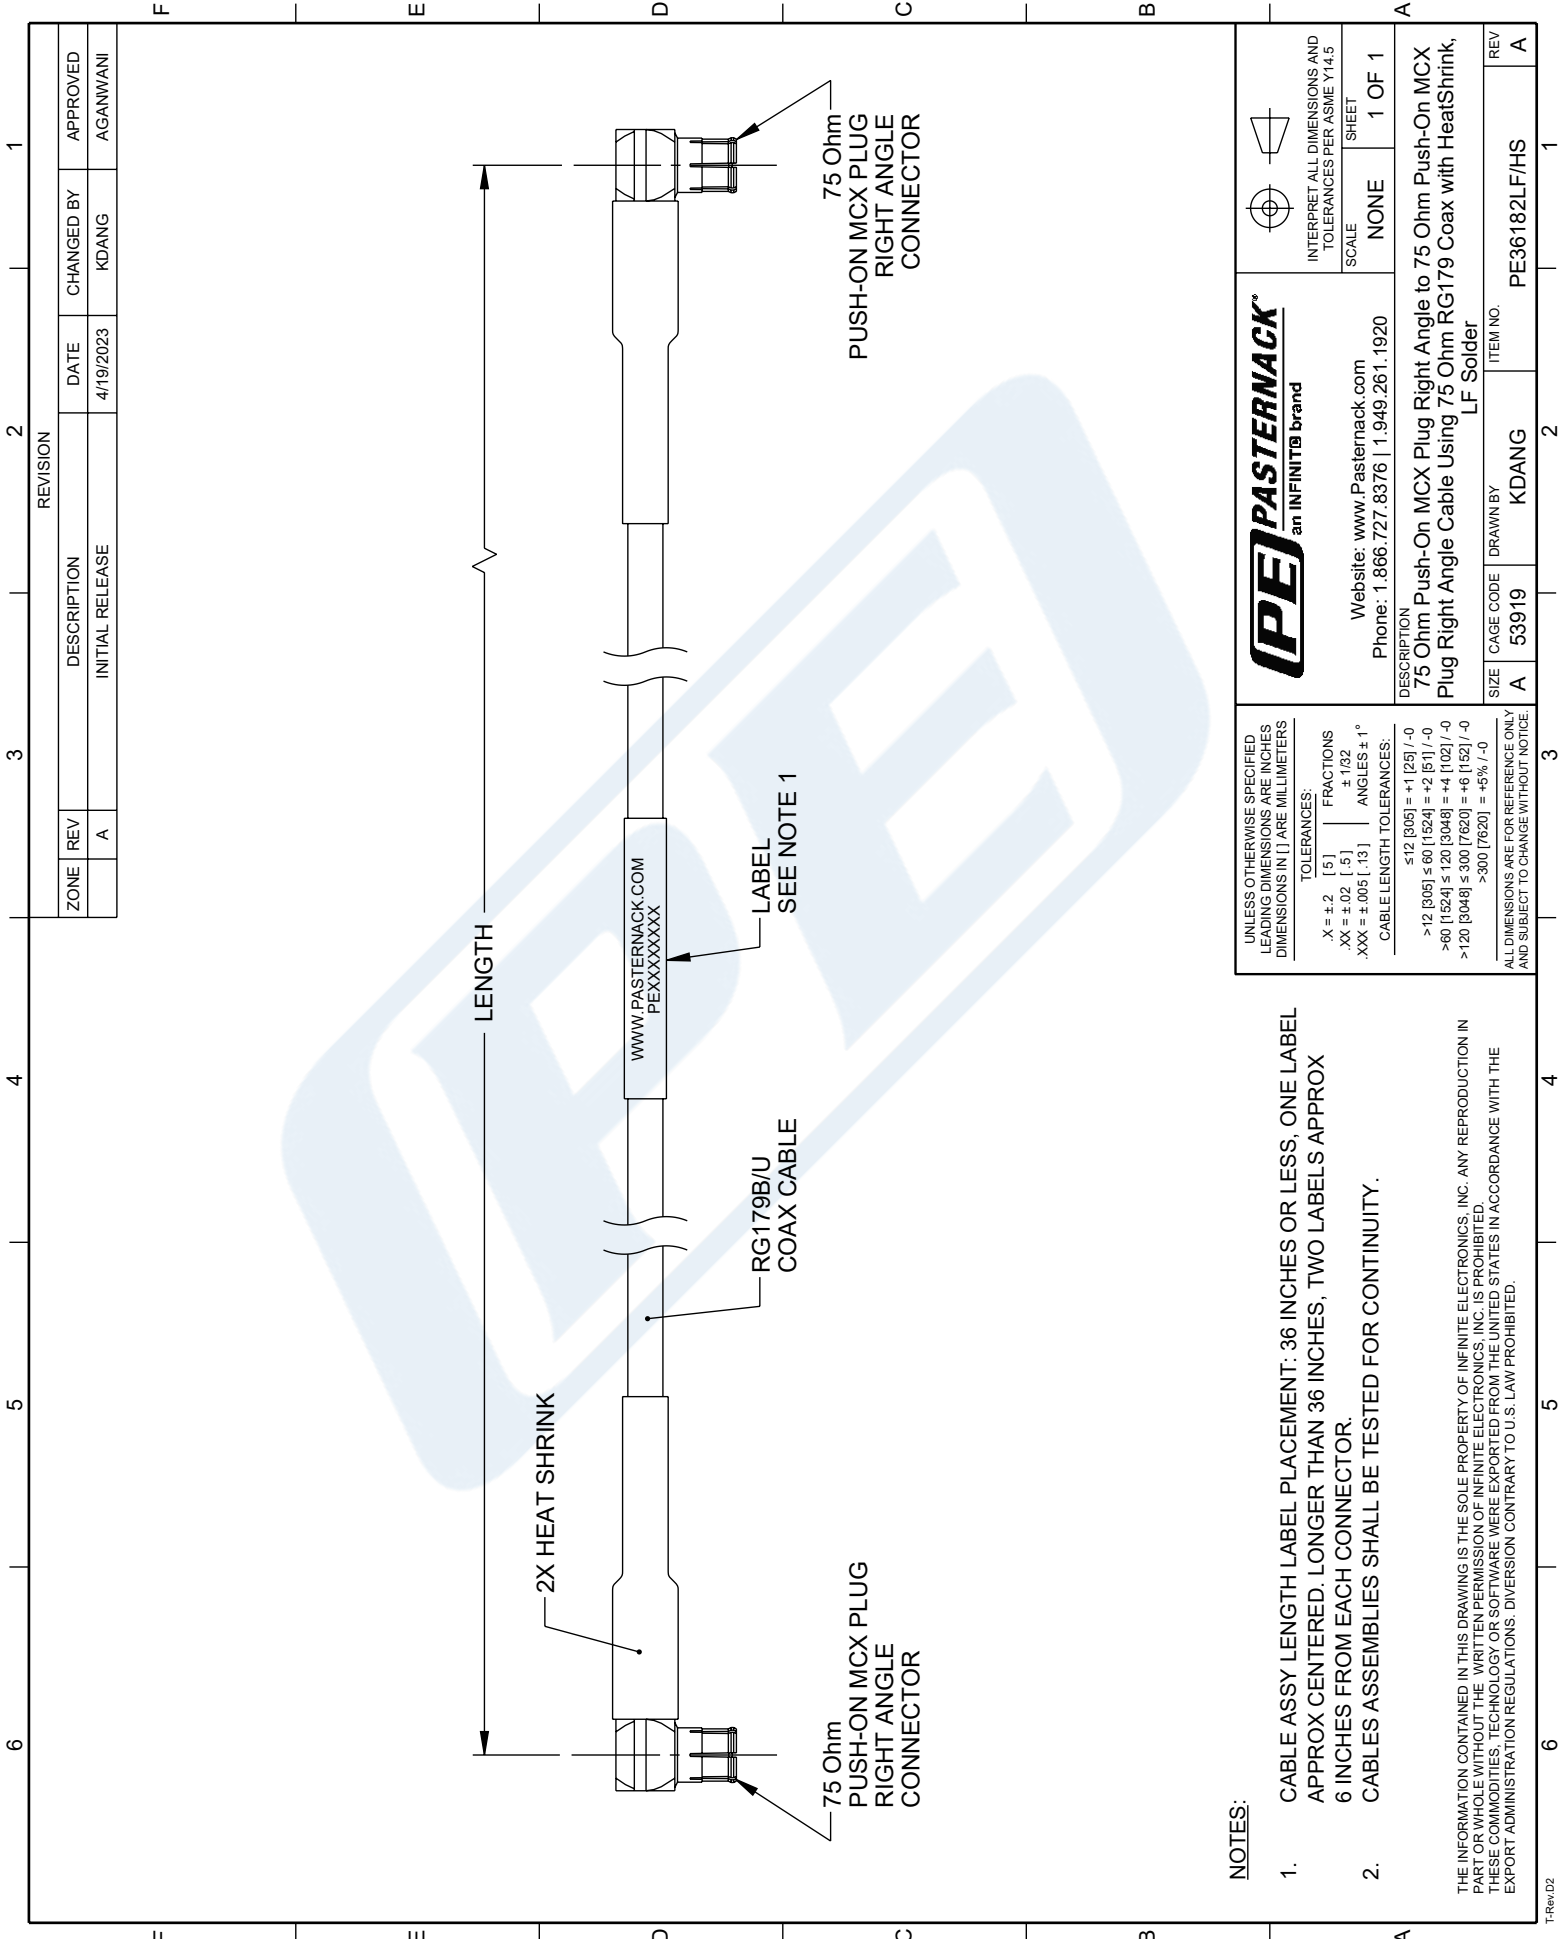 6
5
4
3
2
1
F
E
D
C
B
A
REVISION
ZONE REV DESCRIPTION DATE CHANGED BY APPROVED
A INITIAL RELEASE 4/19/2023 KDANG AGANWANI
LENGTH
2X HEAT SHRINK
WWW.PASTERNACK.COM
PEXXXXXXXX
LABEL
SEE NOTE 1
RG179B/U
COAX CABLE
75 Ohm
PUSH-ON MCX PLUG
RIGHT ANGLE
CONNECTOR
75 Ohm
PUSH-ON MCX PLUG
RIGHT ANGLE
CONNECTOR
PE
NOTES:
1. CABLE ASSY LENGTH LABEL PLACEMENT: 36 INCHES OR LESS, ONE LABEL
APPROX CENTERED. LONGER THAN 36 INCHES, TWO LABELS APPROX
6 INCHES FROM EACH CONNECTOR.
2. CABLES ASSEMBLIES SHALL BE TESTED FOR CONTINUITY.
THE INFORMATION CONTAINED IN THIS DRAWING IS THE SOLE PROPERTY OF INFINITE ELECTRONICS, INC. ANY REPRODUCTION IN
PART OR WHOLE WITHOUT THE WRITTEN PERMISSION OF INFINITE ELECTRONICS, INC. IS PROHIBITED.
THESE COMMODITIES, TECHNOLOGY OR SOFTWARE WERE EXPORTED FROM THE UNITED STATES IN ACCORDANCE WITH THE
EXPORT ADMINISTRATION REGULATIONS. DIVERSION CONTRARY TO U.S. LAW PROHIBITED.
UNLESS OTHERWISE SPECIFIED
LEADING DIMENSIONS ARE INCHES
DIMENSIONS IN [ ] ARE MILLIMETERS
TOLERANCES:
.X = ±.2 [5] FRACTIONS
.XX = ±.02 [.5] ± 1/32
.XXX = ±.005 [.13] ANGLES ± 1°
CABLE LENGTH TOLERANCES:
≤12 [305] = +1 [25] / -0
>12 [305] ≤ 60 [1524] = +2 [51] / -0
>60 [1524] ≤ 120 [3048] = +4 [102] / -0
>120 [3048] ≤ 300 [7620] = +6 [152] / -0
>300 [7620] = +5% / -0
ALL DIMENSIONS ARE FOR REFERENCE ONLY
AND SUBJECT TO CHANGE WITHOUT NOTICE.
PE PASTERNACK®
an INFINITE brand
Website: www.Pasternack.com
Phone: 1.866.727.8376 | 1.949.261.1920
INTERPRET ALL DIMENSIONS AND
TOLERANCES PER ASME Y14.5
SCALE NONE
SHEET 1 OF 1
DESCRIPTION
75 Ohm Push-On MCX Plug Right Angle to 75 Ohm Push-On MCX
Plug Right Angle Cable Using 75 Ohm RG179 Coax with HeatShrink,
LF Solder
SIZE CAGE CODE DRAWN BY ITEM NO. REV
A 53919 KDANG PE36182LF/HS A
F
E
D
C
B
A
6
5
4
3
2
1
T-Rev.D2